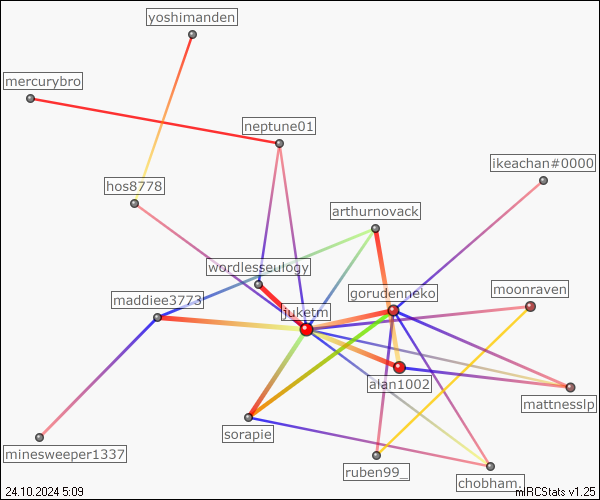 yoshimanden
mercurybro
neptune01
ikeachan#0000
hos8778
arthurnovack
wordlesseulogy
gorudenneko
moonraven
maddiee3773
juketm
alan1002
mattnesslp
sorapie
minesweeper1337
ruben99_
chobham.
24.10.2024 5:09
mIRCStats v1.25